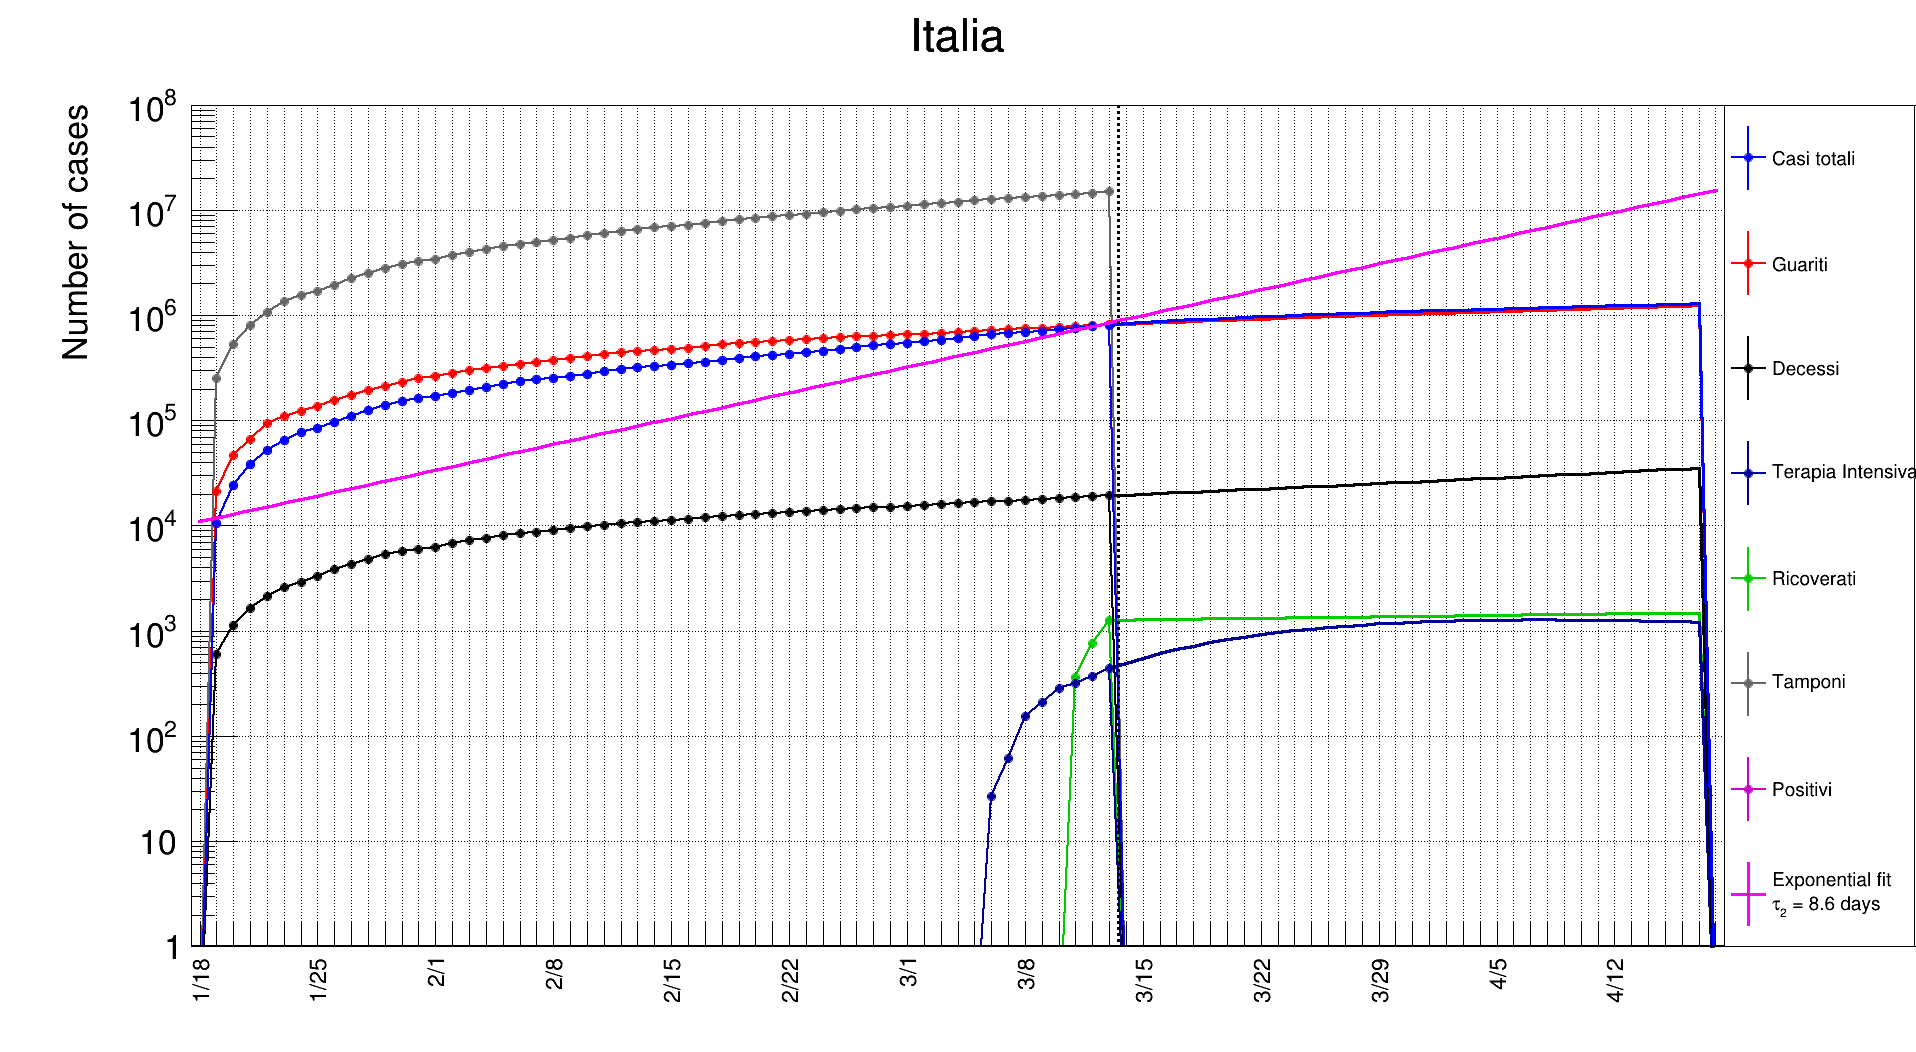 Italia
Number of cases
10^8
10^7
10^6
10^5
10^4
10^3
10^2
10
1
1/18
1/25
2/1
2/8
2/15
2/22
3/1
3/8
3/15
3/22
3/29
4/5
4/12
Casi totali
Guariti
Decessi
Terapia Intensiva
Ricoverati
Tamponi
Positivi
Exponential fit
τ_2 = 8.6 days